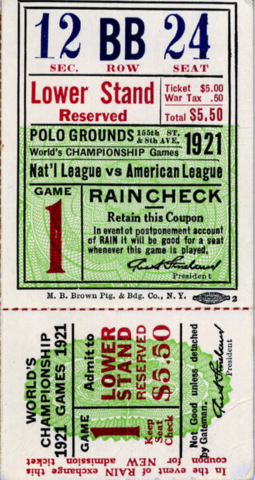 12 BB 24
SEC. ROW SEAT
Lower Stand
Reserved
Ticket $5.00
War Tax .50
Total $5,50
POLO GROUNDS 155th ST. & 8th AVE. 1921
World's CHAMPIONSHIP Games
Nat'l League vs American League
GAME
1
RAIN CHECK
Retain this Coupon
In event of postponement account
of RAIN it will be good for a seat
whenever this game is played.
President
M. B. Brown Ptg. & Bdg. Co., N. Y. 2
WORLD'S
CHAMPIONSHIP
1921 GAMES 1921
Admit to
1
LOWER
STAND
RESERVED
$5.50
Keep
Seat
Check
Not Good unless detached
by Gateman.
President
In the event of RAIN exchange this
coupon for NEW ticket